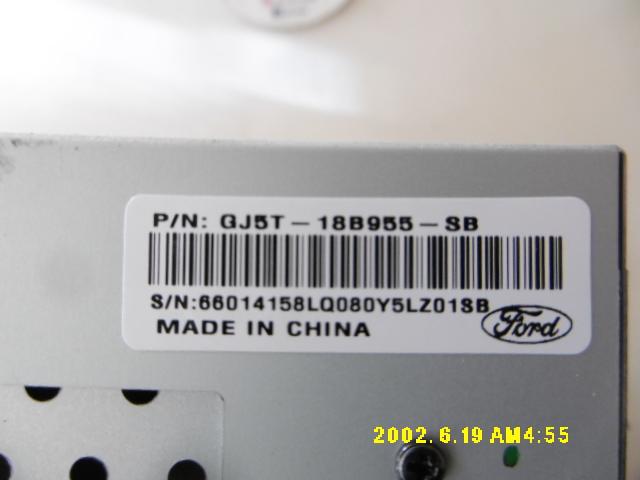 P/N: GJ5T-18B955-SB
S/N:66014158LQ080Y5LZ01SB
Ford
MADE IN CHINA
2002. 6.19 AM4:55